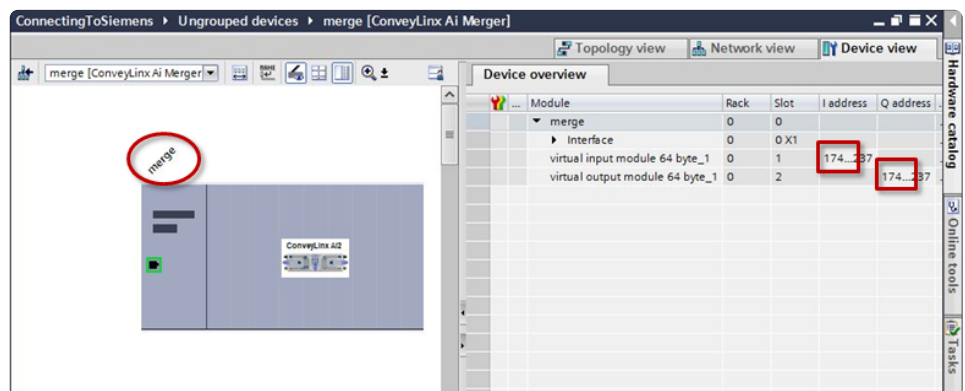 ConnectingToSiemens ▸ Ungrouped devices ▸ merge [ConveyLinx Ai Merger]
Topology view Network view Device view
merge [ConveyLinx Ai Merger
Device overview
... Module Rack Slot I address Q address
merge 0 0
Interface 0 0 X1
virtual input module 64 byte_1 0 1 174...237
virtual output module 64 byte_1 0 2 174...237
merge
ConveyLinx Ai2
Hardware catalog
Online tools
Tasks